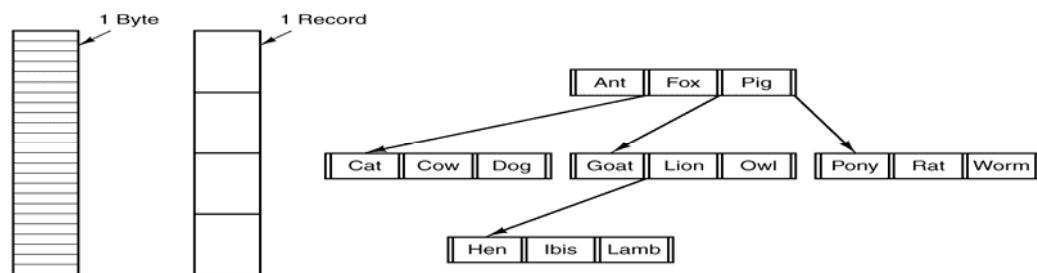 1 Byte
1 Record
Ant Fox Pig
Cat Cow Dog
Goat Lion Owl
Pony Rat Worm
Hen Ibis Lamb